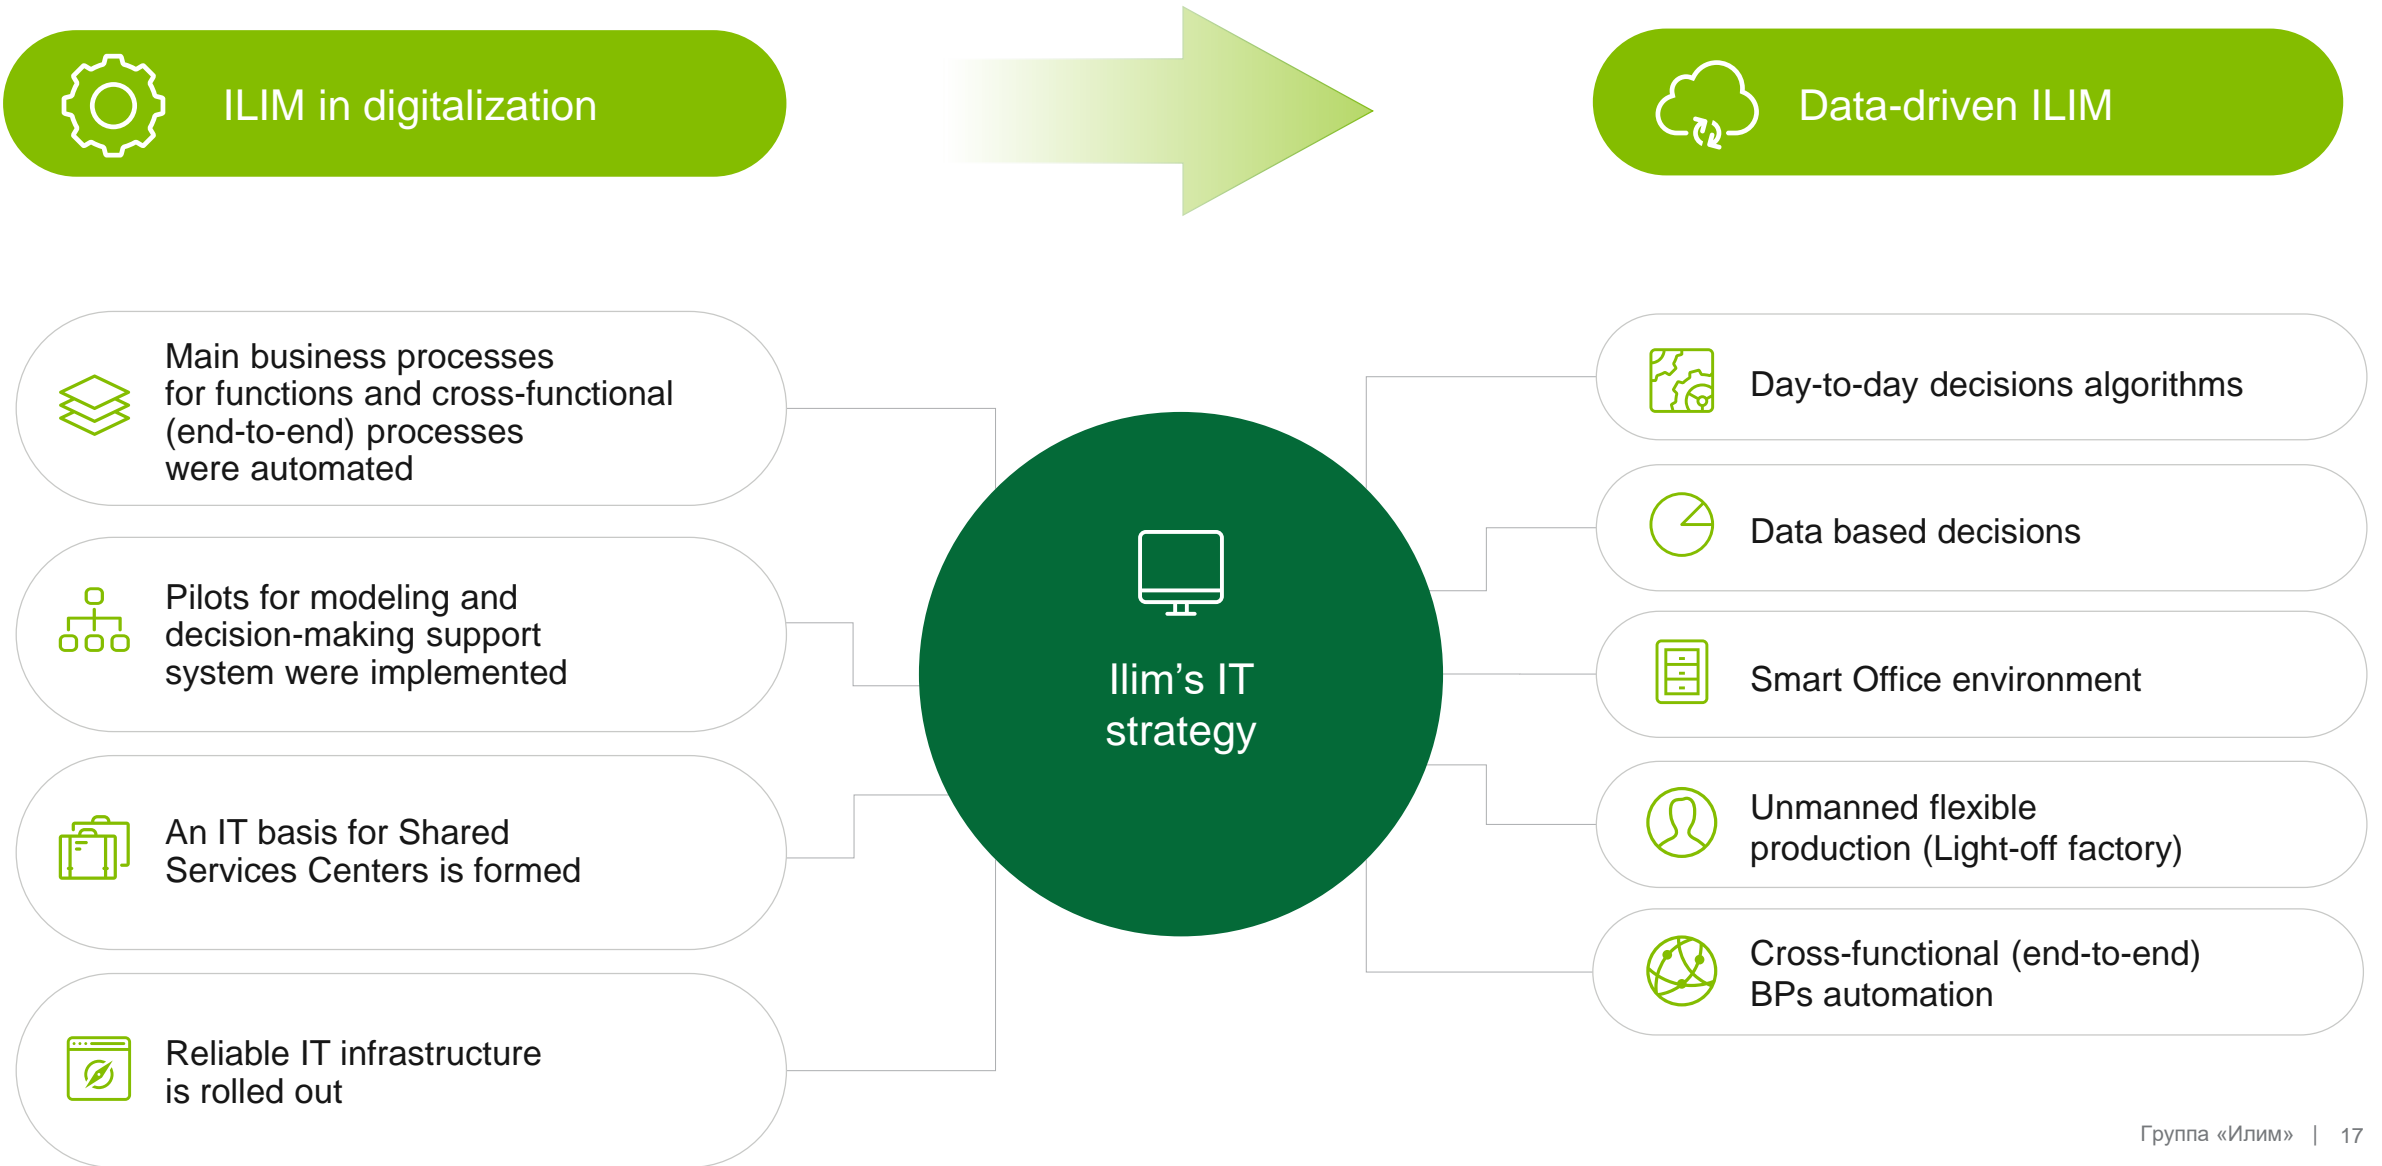 ILIM in digitalization
Data-driven ILIM
Main business processes
for functions and cross-functional
(end-to-end) processes
were automated
Pilots for modeling and
decision-making support
system were implemented
An IT basis for Shared
Services Centers is formed
Reliable IT infrastructure
is rolled out
Ilim’s IT
strategy
Day-to-day decisions algorithms
Data based decisions
Smart Office environment
Unmanned flexible
production (Light-off factory)
Cross-functional (end-to-end)
BPs automation
Группа «Илим» | 17